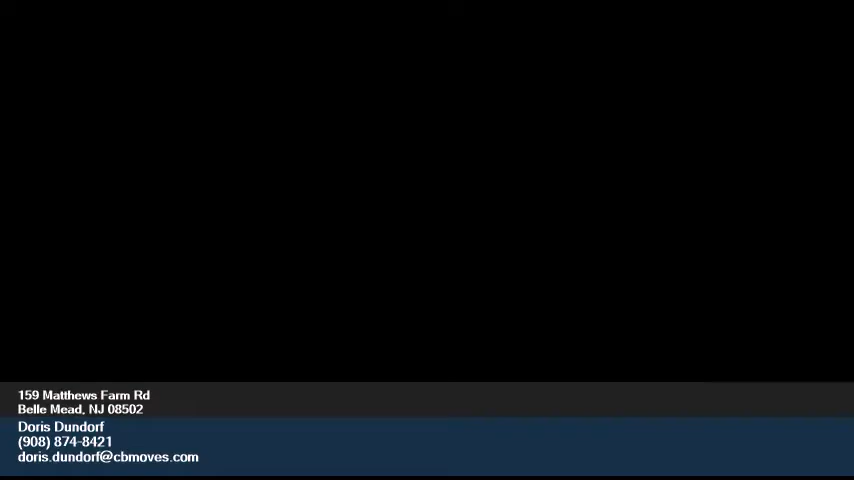 159 Matthews Farm Rd
Belle Mead, NJ 08502
Doris Dundorf
(908) 874-8421
doris.dundorf@cbmoves.com